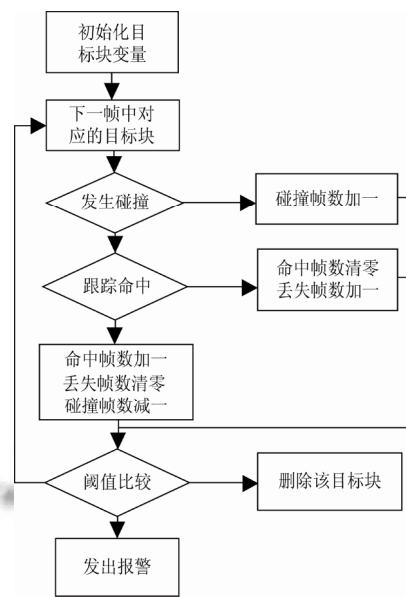 初始化目
标块变量
下一帧中对
应的目标块
发生碰撞
碰撞帧数加一
跟踪命中
命中帧数清零
丢失帧数加一
命中帧数加一
丢失帧数清零
碰撞帧数减一
阈值比较
删除该目标块
发出报警